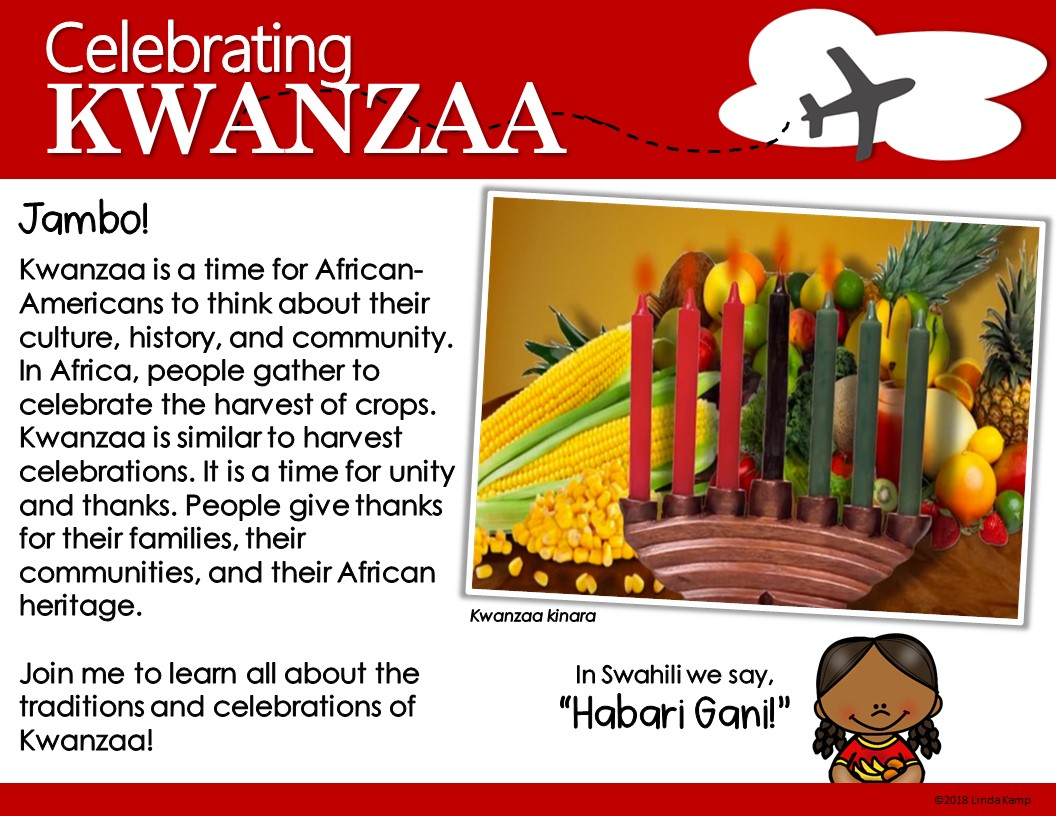 Celebrating
KWANZAA
Jambo!
Kwanzaa is a time for African-
Americans to think about their
culture, history, and community.
In Africa, people gather to
celebrate the harvest of crops.
Kwanzaa is similar to harvest
celebrations. It is a time for unity
and thanks. People give thanks
for their families, their
communities, and their African
heritage.
Join me to learn all about the
traditions and celebrations of
Kwanzaa!
Kwanzaa kinara
In Swahili we say,
“Habari Gani!”
©2018 Linda Kamp